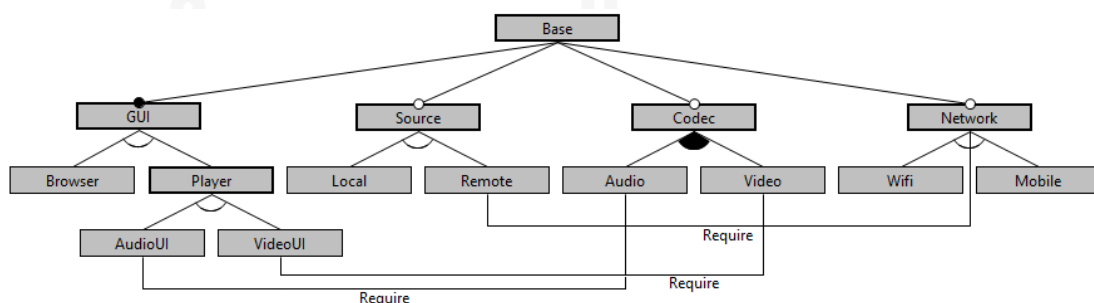 Base
GUI
Source
Codec
Network
Browser
Player
Local
Remote
Audio
Video
Wifi
Mobile
AudioUI
VideoUI
Require
Require
Require